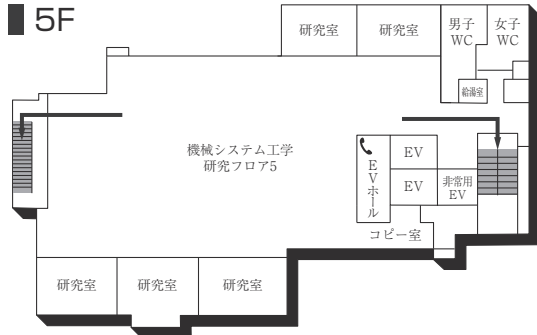 5F
研究室
研究室
男子
WC
女子
WC
給湯室
機械システム工学
研究フロア5
EVホール
EV
EV
非常用
EV
コピー室
研究室
研究室
研究室